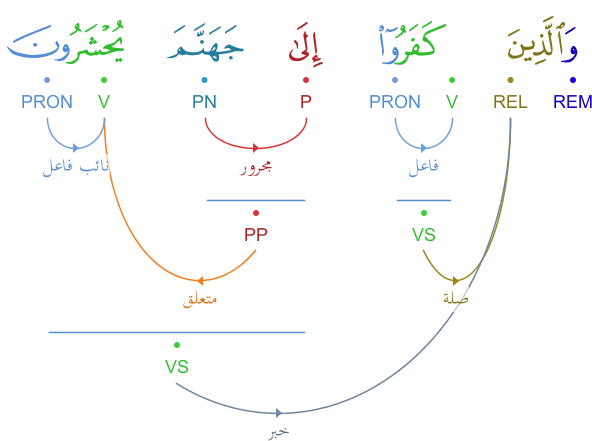 وَٱلَّذِينَ كَفَرُوٓا۟ إِلَىٰ جَهَنَّمَ يُحْشَرُونَ
REM REL V PRON P PN V PRON
فاعل مجرور نائب فاعل
VS PP
صلة متعلق
VS
خبر